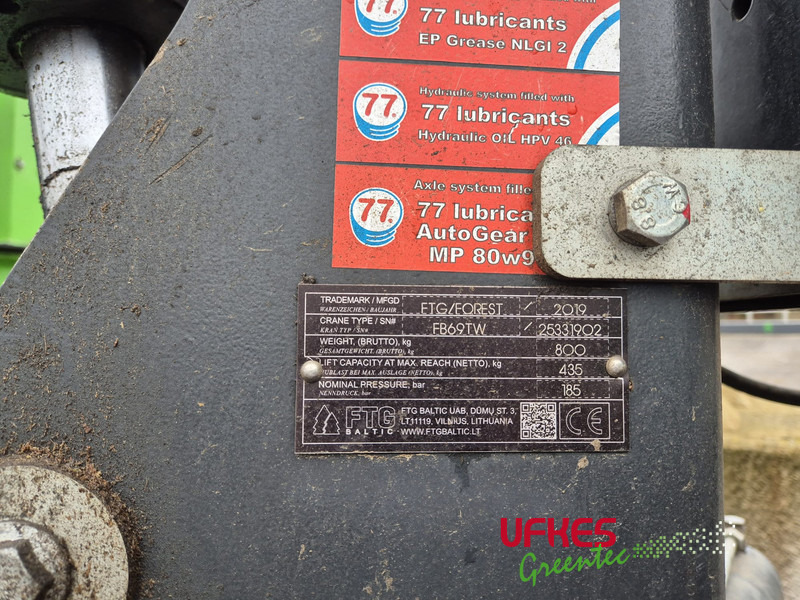 77
77 lubricants
EP Grease NLGI 2
77
Hydraulic system filled with
77 lubricants
Hydraulic OIL HPV 46
77
Axle system
77
AutoGear
MP
TRADEMARK / MFGD FTG/FOREST / 2019
WARENZEICHEN / BAUJAHR
CRANE TYPE / SN# FB69TW / 25331902
KRAN TYP / SN#
WEIGHT, (BRUTTO), kg 800
GESAMTGEWICHT, (BRUTTO), kg
LIFT CAPACITY AT MAX. REACH (NETTO), kg 435
BEI MAX. AUSLAGE (NETTO), kg
NOMINAL PRESSURE, bar 185
NENNDRUCK, bar
FTG BALTIC UAB, DŪMŲ ST. 3,
FTG LT11119, VILNIUS, LITHUANIA CE
BALTIC WWW.FTGBALTIC.LT
8.8
UFKES
Greentec